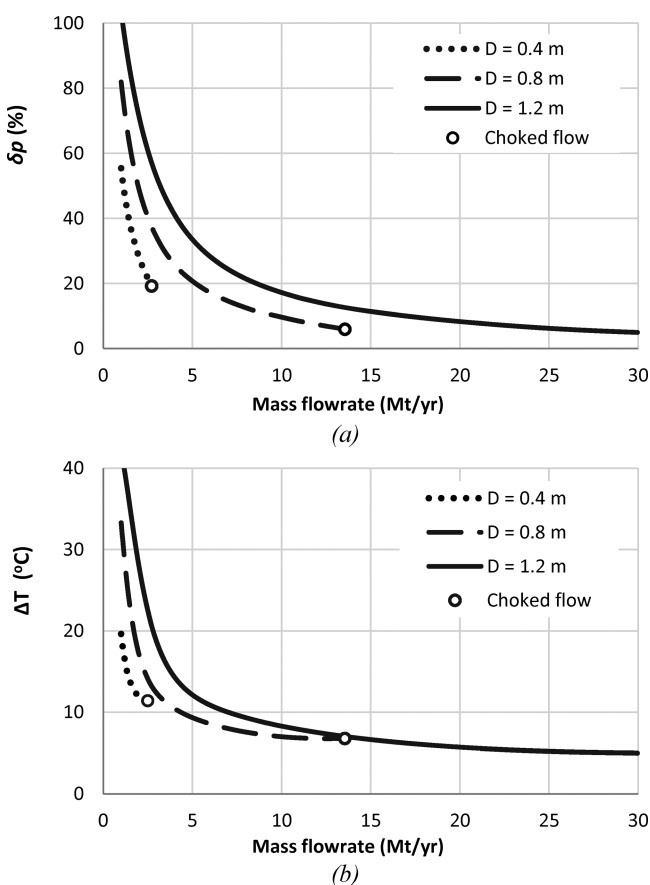 100
80
60
40
20
0
δp (%)
D = 0.4 m
D = 0.8 m
D = 1.2 m
Choked flow
0 5 10 15 20 25 30
Mass flowrate (Mt/yr)
(a)
40
30
20
10
0
ΔT (ºC)
D = 0.4 m
D = 0.8 m
D = 1.2 m
Choked flow
0 5 10 15 20 25 30
Mass flowrate (Mt/yr)
(b)